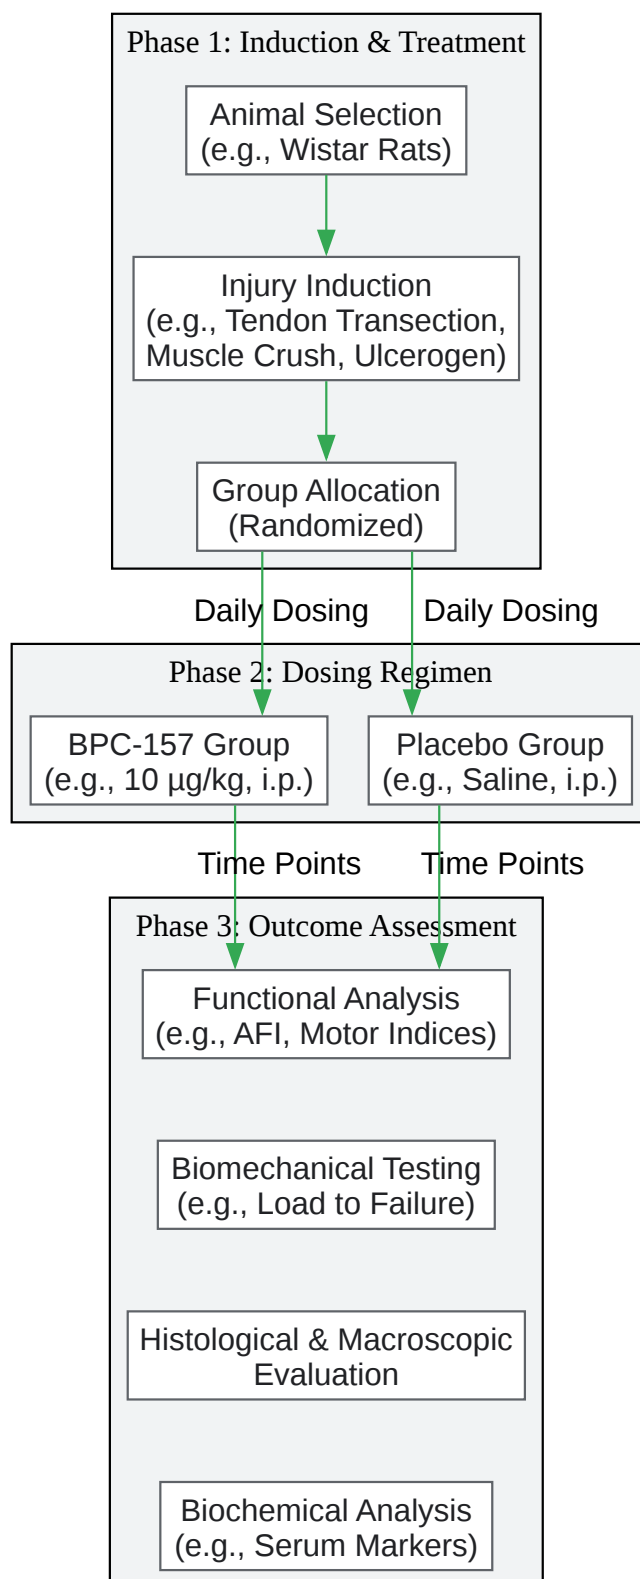 Phase 1: Induction & Treatment
Animal Selection
(e.g., Wistar Rats)
Injury Induction
(e.g., Tendon Transection,
Muscle Crush, Ulcerogen)
Group Allocation
(Randomized)
Daily Dosing
Daily Dosing
Phase 2: Dosing Regimen
BPC-157 Group
(e.g., 10 µg/kg, i.p.)
Placebo Group
(e.g., Saline, i.p.)
Time Points
Time Points
Phase 3: Outcome Assessment
Functional Analysis
(e.g., AFI, Motor Indices)
Biomechanical Testing
(e.g., Load to Failure)
Histological & Macroscopic
Evaluation
Biochemical Analysis
(e.g., Serum Markers)